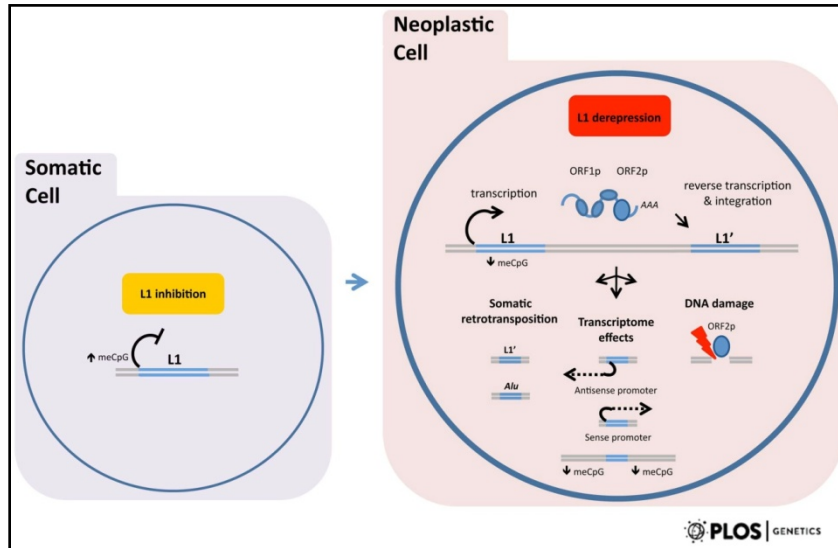 Somatic
Cell
L1 inhibition
↑ meCpG
L1
Neoplastic
Cell
L1 derepression
ORF1p ORF2p
transcription
AAA
reverse transcription
& integration
L1
L1’
↓ meCpG
Somatic
retrotransposition
L1’
Alu
Transcriptome
effects
Antisense promoter
Sense promoter
↓ meCpG ↓ meCpG
DNA damage
ORF2p
PLOS | GENETICS